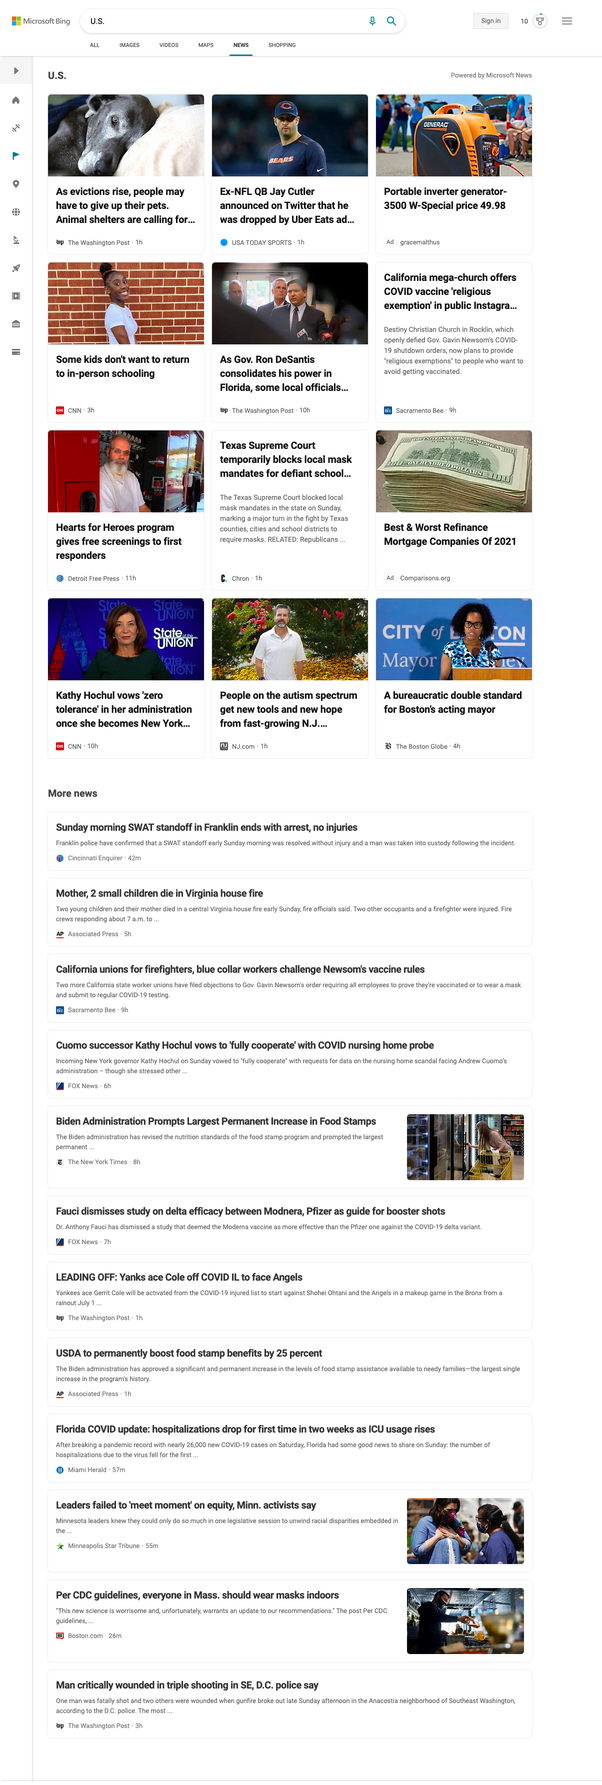 Microsoft Bing
U.S.
Sign in
10
ALL IMAGES VIDEOS MAPS NEWS SHOPPING
U.S.
Powered by Microsoft News
As evictions rise, people may
have to give up their pets.
Animal shelters are calling for...
The Washington Post · 1h
BEARS
Ex-NFL QB Jay Cutler
announced on Twitter that he
was dropped by Uber Eats ad...
USA TODAY SPORTS · 1h
GENERAC
Portable inverter generator-
3500 W-Special price 49.98
Ad gracemalthus
Some kids don't want to return
to in-person schooling
CNN · 3h
As Gov. Ron DeSantis
consolidates his power in
Florida, some local officials...
The Washington Post · 10h
California mega-church offers
COVID vaccine 'religious
exemption' in public Instagra...
Destiny Christian Church in Rocklin, which
openly defied Gov. Gavin Newsom's COVID-
19 shutdown orders, now plans to provide
"religious exemptions" to people who want to
avoid getting vaccinated.
Sacramento Bee · 9h
Hearts for Heroes program
gives free screenings to first
responders
Detroit Free Press · 11h
Texas Supreme Court
temporarily blocks local mask
mandates for defiant school...
The Texas Supreme Court blocked local
mask mandates in the state on Sunday,
marking a major turn in the fight by Texas
counties, cities and school districts to
require masks. RELATED: Republicans ...
Chron · 1h
Best & Worst Refinance
Mortgage Companies Of 2021
Ad Comparisons.org
State of the
UNION
Kathy Hochul vows 'zero
tolerance' in her administration
once she becomes New York...
CNN · 10h
People on the autism spectrum
get new tools and new hope
from fast-growing N.J....
NJ.com · 1h
CITY of
Mayor
A bureaucratic double standard
for Boston's acting mayor
The Boston Globe · 4h
More news
Sunday morning SWAT standoff in Franklin ends with arrest, no injuries
Franklin police have confirmed that a SWAT standoff early Sunday morning was resolved without injury and a man was taken into custody following the incident.
Cincinnati Enquirer · 42m
Mother, 2 small children die in Virginia house fire
Two young children and their mother died in a central Virginia house fire early Sunday, fire officials said. Two other occupants and a firefighter were injured. Fire
crews responding about 7 a.m. to ...
AP Associated Press · 5h
California unions for firefighters, blue collar workers challenge Newsom's vaccine rules
Two more California state worker unions have filed objections to Gov. Gavin Newsom's order requiring all employees to prove they're vaccinated or to wear a mask
and submit to regular COVID-19 testing.
Sacramento Bee · 9h
Cuomo successor Kathy Hochul vows to 'fully cooperate' with COVID nursing home probe
Incoming New York governor Kathy Hochul on Sunday vowed to "fully cooperate" with requests for data on the nursing home scandal facing Andrew Cuomo's
administration – though she stressed other ...
FOX News · 6h
Biden Administration Prompts Largest Permanent Increase in Food Stamps
The Biden administration has revised the nutrition standards of the food stamp program and prompted the largest
permanent ...
The New York Times · 8h
Fauci dismisses study on delta efficacy between Modnera, Pfizer as guide for booster shots
Dr. Anthony Fauci has dismissed a study that deemed the Moderna vaccine as more effective than the Pfizer one against the COVID-19 delta variant.
FOX News · 7h
LEADING OFF: Yanks ace Cole off COVID IL to face Angels
Yankees ace Gerrit Cole will be activated from the COVID-19 injured list to start against Shohei Ohtani and the Angels in a makeup game in the Bronx from a
rainout July 1 ...
The Washington Post · 1h
USDA to permanently boost food stamp benefits by 25 percent
The Biden administration has approved a significant and permanent increase in the levels of food stamp assistance available to needy families—the largest single
increase in the program's history.
AP Associated Press · 1h
Florida COVID update: hospitalizations drop for first time in two weeks as ICU usage rises
After breaking a pandemic record with nearly 26,000 new COVID-19 cases on Saturday, Florida had some good news to share on Sunday: the number of
hospitalizations due to the virus fell for the first ...
Miami Herald · 57m
Leaders failed to 'meet moment' on equity, Minn. activists say
Minnesota leaders knew they could only do so much in one legislative session to unwind racial disparities embedded in
the ...
Minneapolis Star Tribune · 55m
Per CDC guidelines, everyone in Mass. should wear masks indoors
"This new science is worrisome and, unfortunately, warrants an update to our recommendations." The post Per CDC
guidelines, ...
Boston.com · 26m
Man critically wounded in triple shooting in SE, D.C. police say
One man was fatally shot and two others were wounded when gunfire broke out late Sunday afternoon in the Anacostia neighborhood of Southeast Washington,
according to the D.C. police. The most ...
The Washington Post · 3h